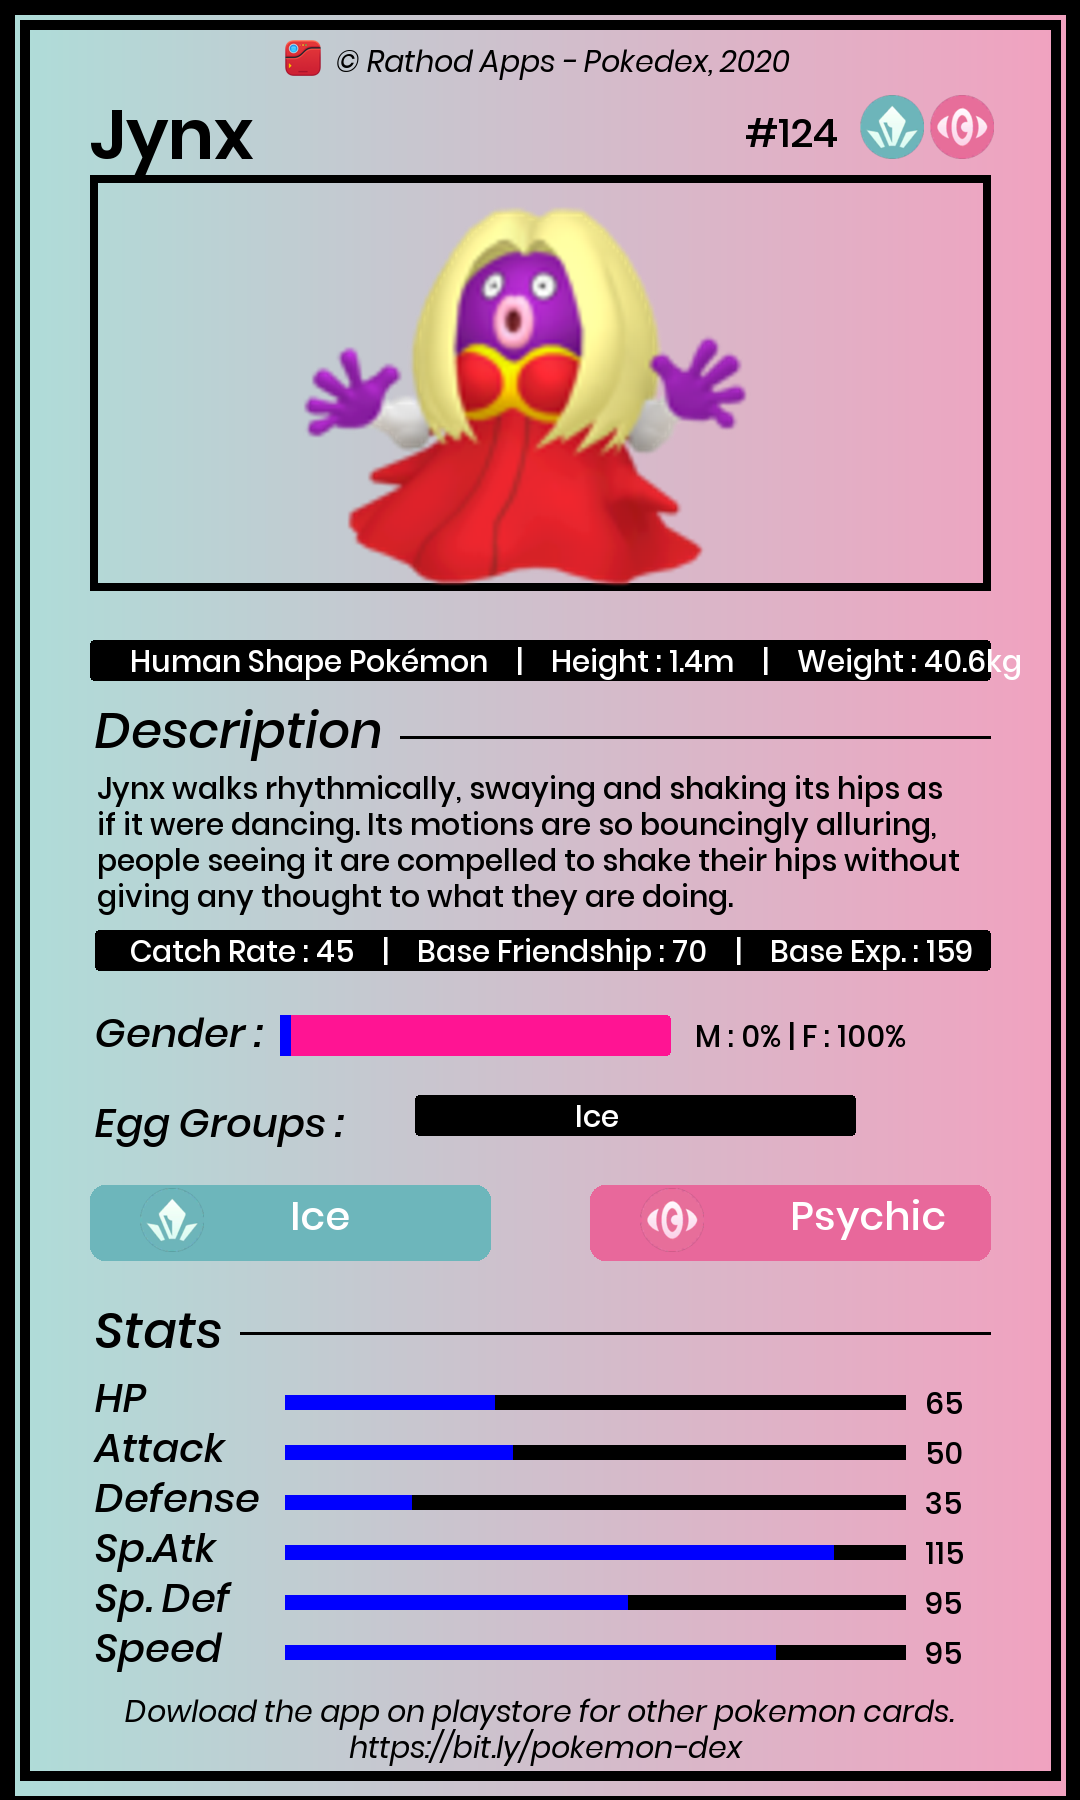 © Rathod Apps - Pokedex, 2020
Jynx #124
Human Shape Pokémon | Height : 1.4m | Weight : 40.6kg
Description
Jynx walks rhythmically, swaying and shaking its hips as
if it were dancing. Its motions are so bouncingly alluring,
people seeing it are compelled to shake their hips without
giving any thought to what they are doing.
Catch Rate : 45 | Base Friendship : 70 | Base Exp. : 159
Gender : M : 0% | F : 100%
Egg Groups : Ice
Ice Psychic
Stats
HP 65
Attack 50
Defense 35
Sp.Atk 115
Sp. Def 95
Speed 95
Dowload the app on playstore for other pokemon cards.
https://bit.ly/pokemon-dex